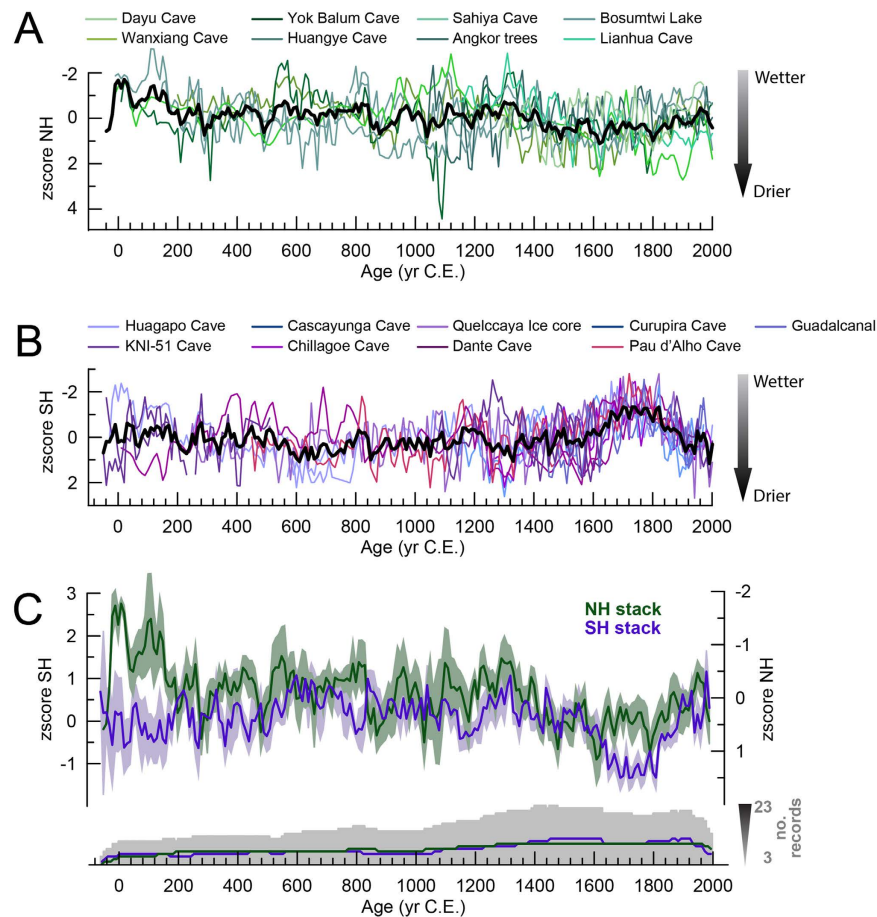 A
Dayu Cave Yok Balum Cave Sahiya Cave Bosumtwi Lake
Wanxiang Cave Huangye Cave Angkor trees Lianhua Cave
zscore NH
-2
0
2
4
Wetter
Drier
0 200 400 600 800 1000 1200 1400 1600 1800 2000
Age (yr C.E.)
B
Huagapo Cave Cascayunga Cave Quelccaya Ice core Curupira Cave Guadalcanal
KNI-51 Cave Chillagoe Cave Dante Cave Pau d'Alho Cave
zscore SH
-2
0
2
Wetter
Drier
0 200 400 600 800 1000 1200 1400 1600 1800 2000
Age (yr C.E.)
C
NH stack
SH stack
zscore SH
3
2
1
0
-1
zscore NH
-2
-1
0
1
23
no. records
3
0 200 400 600 800 1000 1200 1400 1600 1800 2000
Age (yr C.E.)